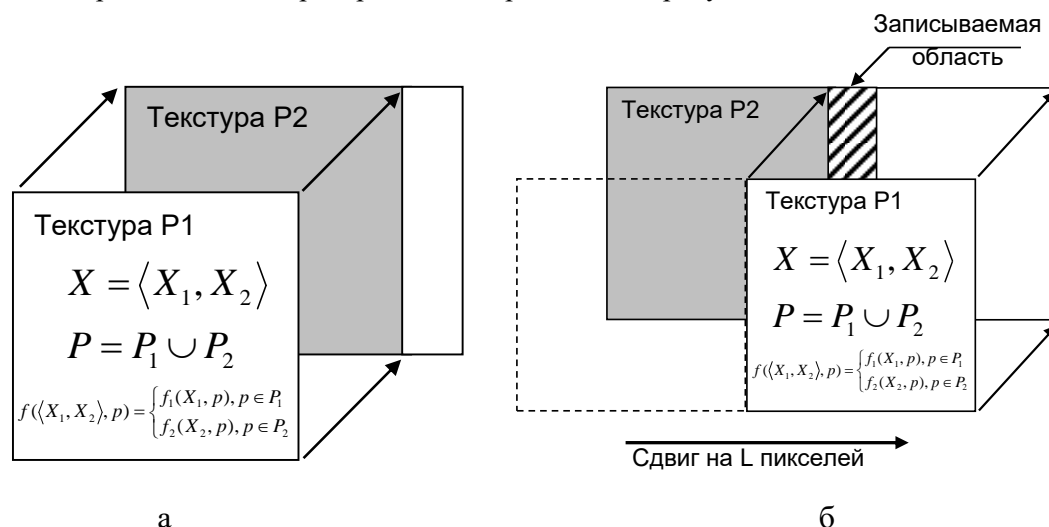 Записываемая
область
Текстура P2
Текстура P1
X = ⟨X₁, X₂⟩
P = P₁ ∪ P₂
f(⟨X₁, X₂⟩, p) = { f₁(X₁, p), p ∈ P₁
f₂(X₂, p), p ∈ P₂
а
Текстура P2
Текстура P1
X = ⟨X₁, X₂⟩
P = P₁ ∪ P₂
f(⟨X₁, X₂⟩, p) = { f₁(X₁, p), p ∈ P₁
f₂(X₂, p), p ∈ P₂
Сдвиг на L пикселей
б